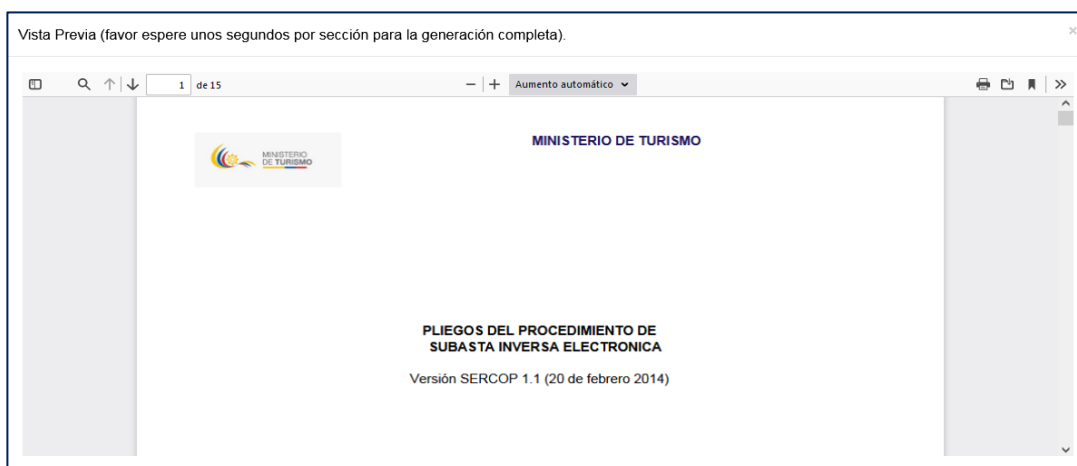 Vista Previa (favor espere unos segundos por sección para la generación completa).
1 de 15
Aumento automático
MINISTERIO DE TURISMO
MINISTERIO
DE TURISMO
PLIEGOS DEL PROCEDIMIENTO DE
SUBASTA INVERSA ELECTRONICA
Versión SERCOP 1.1 (20 de febrero 2014)